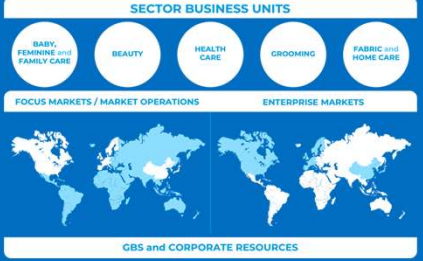 SECTOR BUSINESS UNITS
BABY,
FEMININE and
FAMILY CARE
BEAUTY
HEALTH
CARE
GROOMING
FABRIC and
HOME CARE
FOCUS MARKETS / MARKET OPERATIONS
ENTERPRISE MARKETS
GBS and CORPORATE RESOURCES